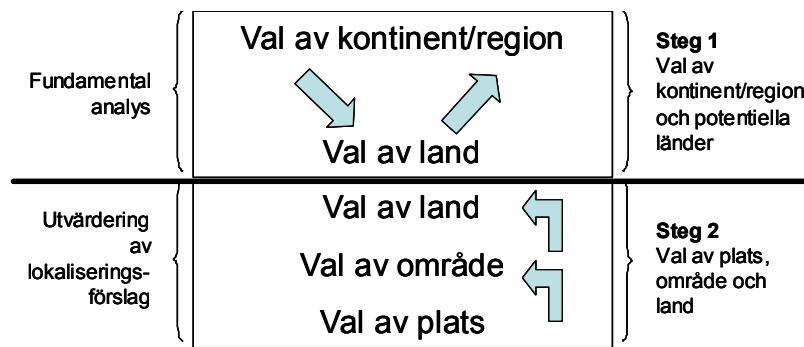 Fundamental
analys
Val av kontinent/region
Val av land
Steg 1
Val av
kontinent/region
och potentiella
länder
Utvärdering
av
lokaliserings-
förslag
Val av land
Val av område
Val av plats
Steg 2
Val av plats,
område och
land